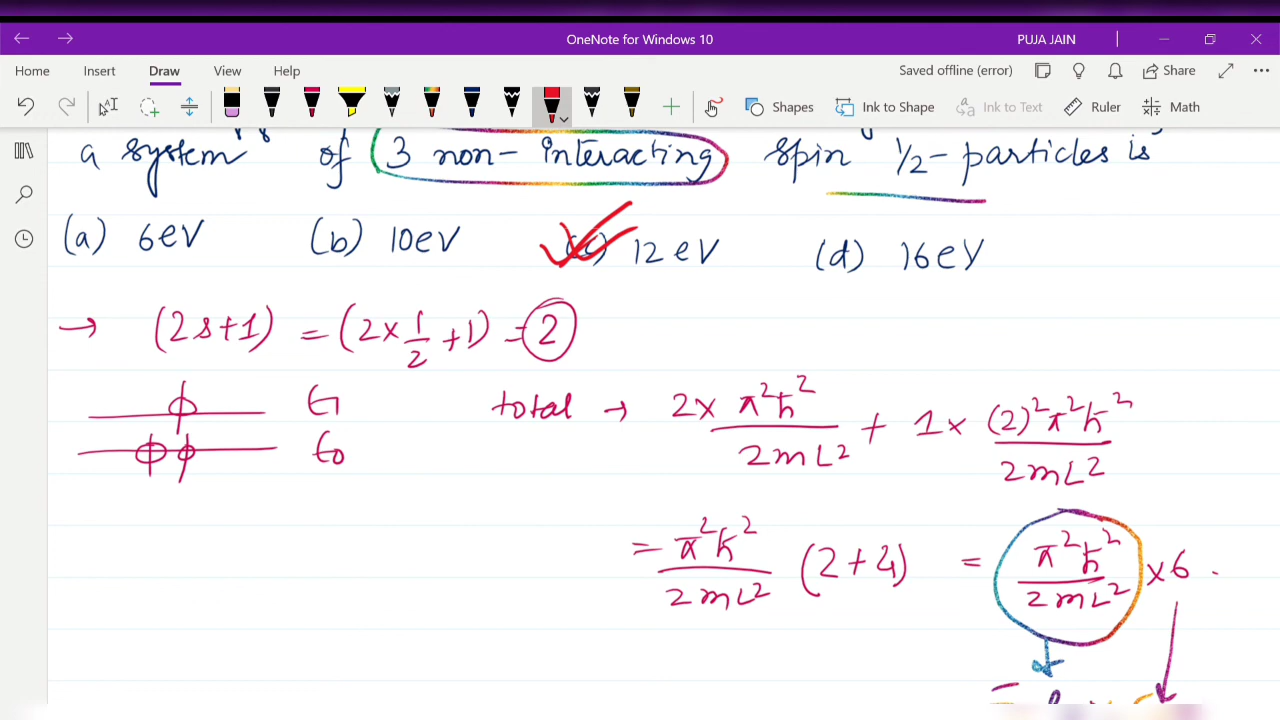 OneNote for Windows 10
PUJA JAIN
Home Insert Draw View Help
Saved offline (error)
Share
Shapes
Ink to Shape
Ink to Text
Ruler
Math
a system of 3 non-interacting spin ½-particles is
(a) 6eV (b) 10eV (c) 12eV (d) 16eV
→ (2s+1) = (2×1/2+1) = 2
E1 total → 2× π²ħ²/2mL² + 1× (2)²π²ħ²/2mL²
E0
= π²ħ²/2mL² (2+4) = π²ħ²/2mL² ×6.